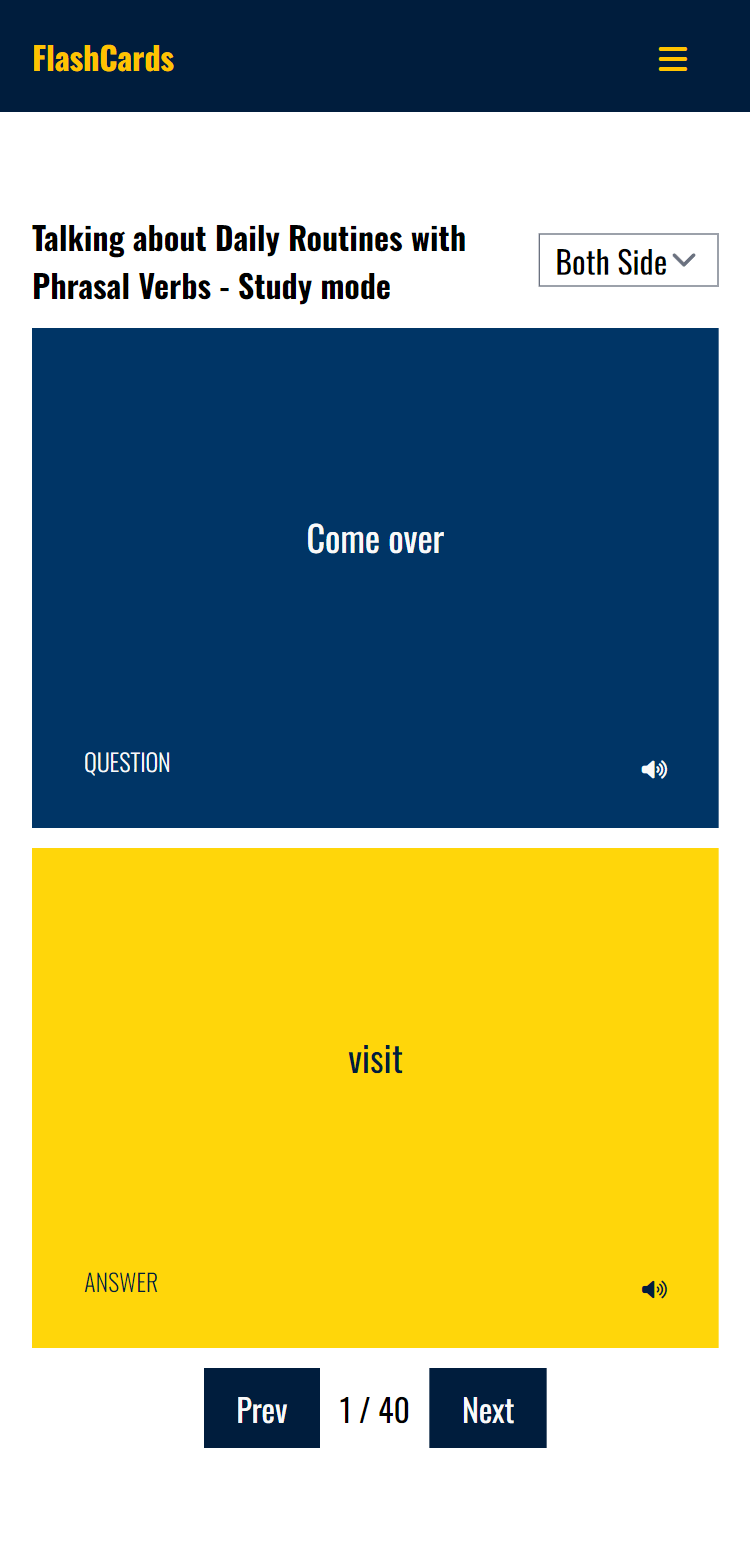 FlashCards
Talking about Daily Routines with
Phrasal Verbs - Study mode
Both Side
Come over
QUESTION
visit
ANSWER
Prev
1 / 40
Next